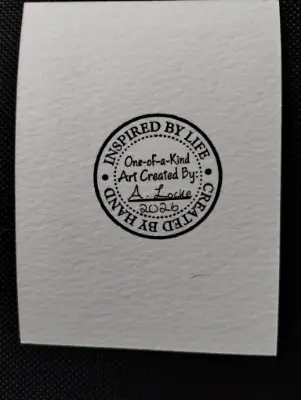 INSPIRED BY LIFE
One-of-a-Kind
Art Created By:
A. Locke
2026
CREATED BY HAND